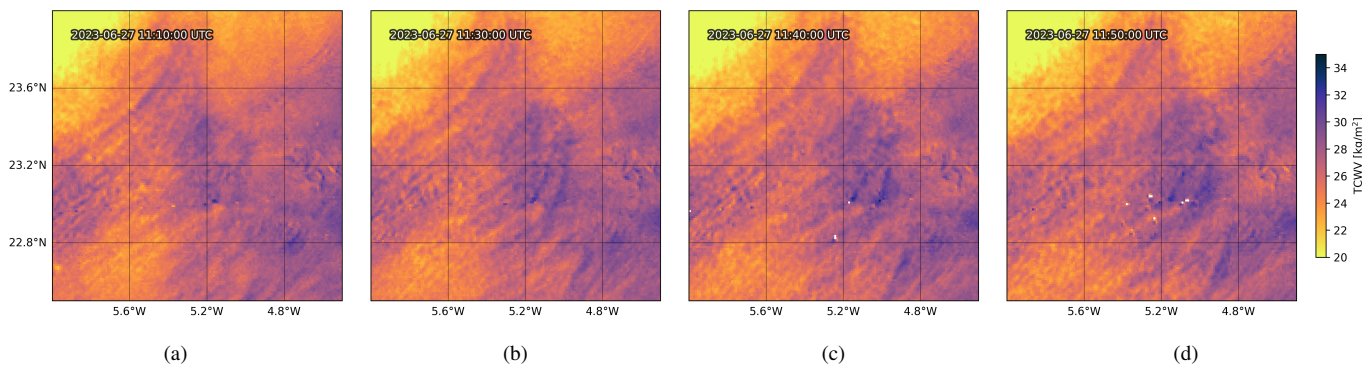 2023-06-27 11:10:00 UTC
2023-06-27 11:30:00 UTC
2023-06-27 11:40:00 UTC
2023-06-27 11:50:00 UTC
23.6°N
23.2°N
22.8°N
5.6°W 5.2°W 4.8°W
5.6°W 5.2°W 4.8°W
5.6°W 5.2°W 4.8°W
5.6°W 5.2°W 4.8°W
34
32
30
28
26
24
22
20
TCWV [kg/m²]
(a)
(b)
(c)
(d)